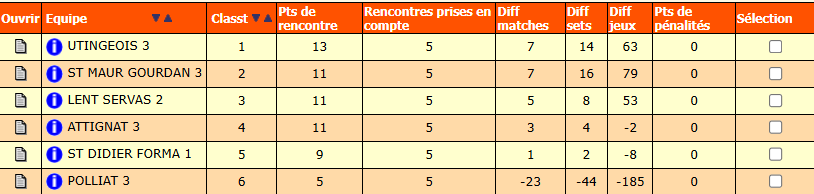 Ouvrir Equipe Classt Pts de rencontre Rencontres prises en compte Diff matches Diff sets Diff jeux Pts de pénalités Sélection
UTINGEOIS 3 1 13 5 7 14 63 0
ST MAUR GOURDAN 3 2 11 5 7 16 79 0
LENT SERVAS 2 3 11 5 5 8 53 0
ATTIGNAT 3 4 11 5 3 4 -2 0
ST DIDIER FORMA 1 5 9 5 1 2 -8 0
POLLIAT 3 6 5 5 -23 -44 -185 0